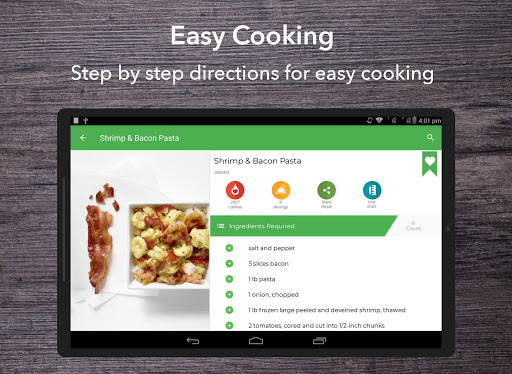 Easy Cooking
Step by step directions for easy cooking
4:01 pm
Shrimp & Bacon Pasta
Shrimp & Bacon Pasta
Calories
Servings
Share
recipe
Unit
chart
Ingredients Required
6
Count
salt and pepper
5 slices bacon
1 lb pasta
1 onion, chopped
1 lb frozen large peeled and deveined shrimp, thawed
2 tomatoes, cored and cut into 1/2-inch chunks